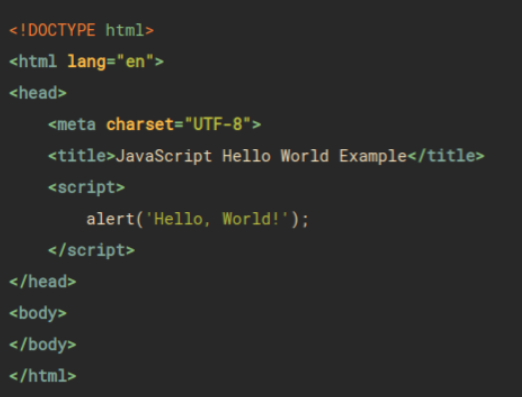 <!DOCTYPE html>
<html lang="en">
<head>
    <meta charset="UTF-8">
    <title>JavaScript Hello World Example</title>
    <script>
        alert('Hello, World!');
    </script>
</head>
<body>
</body>
</html>